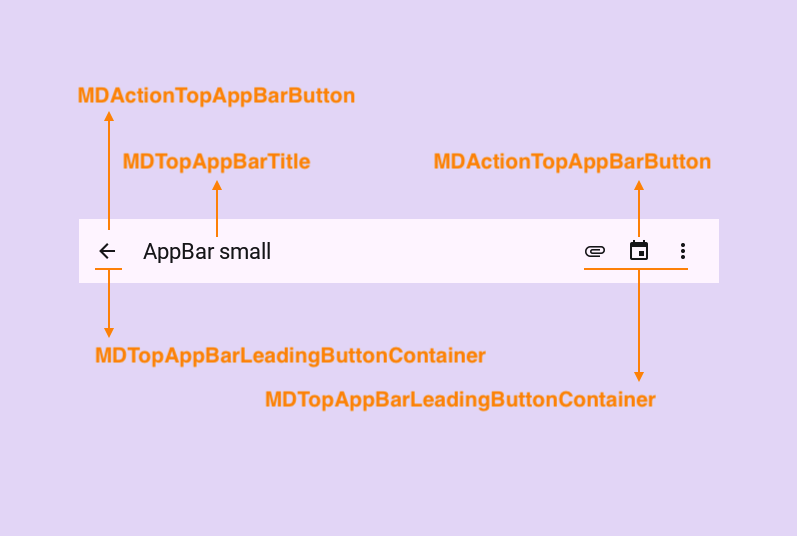 MDActionTopAppBarButton
MDTopAppBarTitle
MDActionTopAppBarButton
AppBar small
MDTopAppBarLeadingButtonContainer
MDTopAppBarLeadingButtonContainer